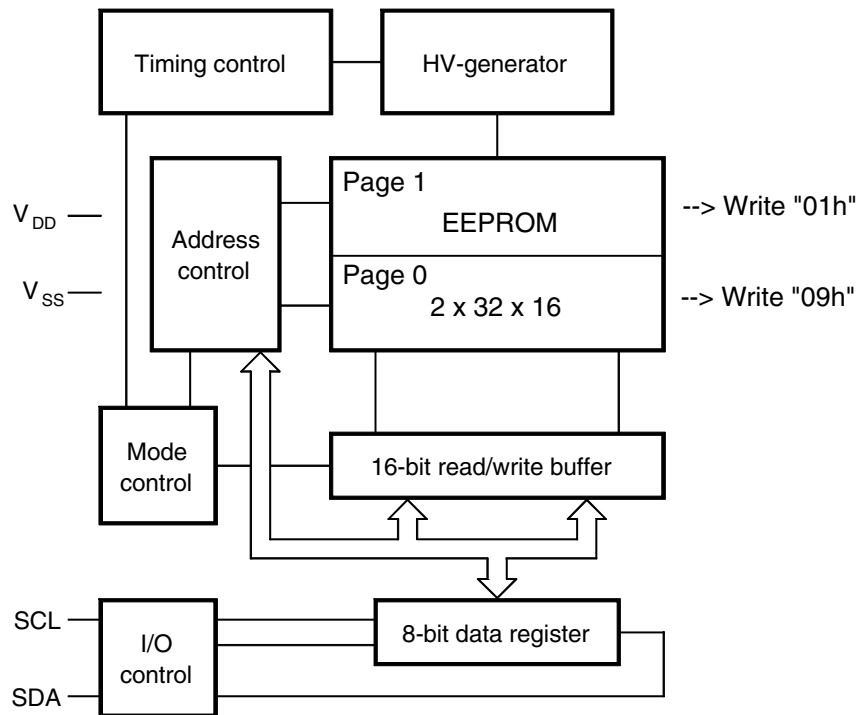 Timing control
HV-generator
Page 1
EEPROM
--> Write "01h"
V DD
Address
control
Page 0
2 x 32 x 16
--> Write "09h"
V SS
Mode
control
16-bit read/write buffer
SCL
I/O
control
8-bit data register
SDA